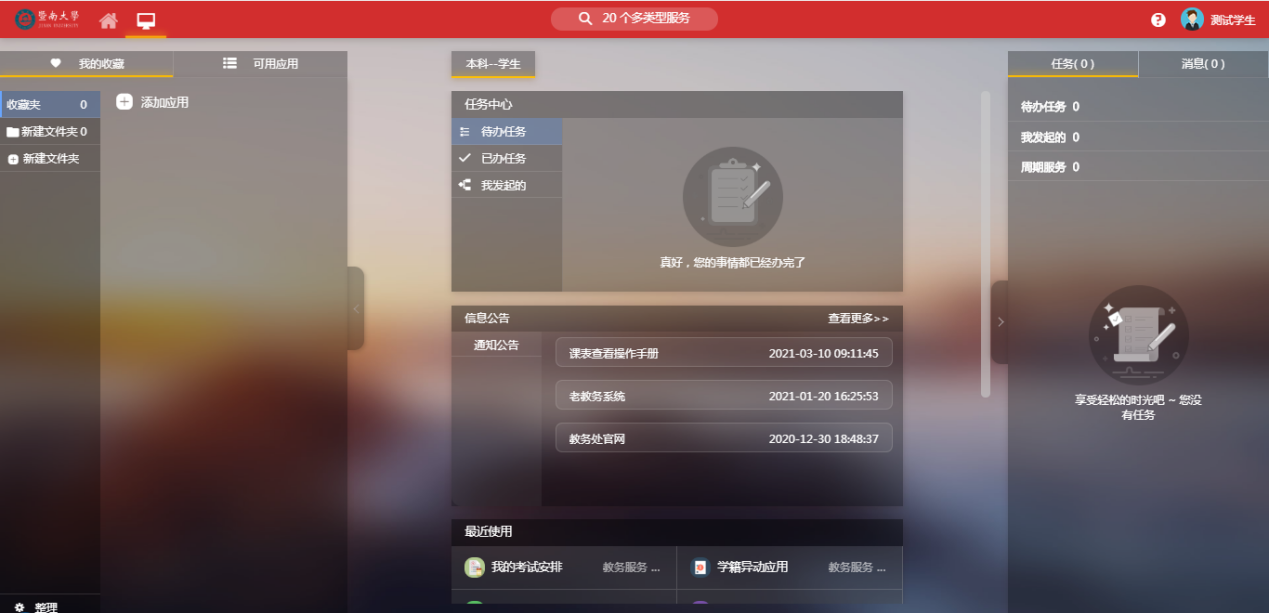 暨南大學
20 个多类型服务
测试学生
我的收藏
可用应用
收藏夹 0
新建文件夹 0
新建文件夹
添加应用
整理
本科--学生
任务中心
待办任务
已办任务
我发起的
真好，您的事情都已经办完了
信息公告
查看更多>>
通知公告
课表查看操作手册 2021-03-10 09:11:45
老教务系统 2021-01-20 16:25:53
教务处官网 2020-12-30 18:48:37
最近使用
我的考试安排 教务服务 ...
学籍异动应用 教务服务 ...
任务( 0 )
消息( 0 )
待办任务 0
我发起的 0
周期服务 0
享受轻松的时光吧 ~ 您没
有任务